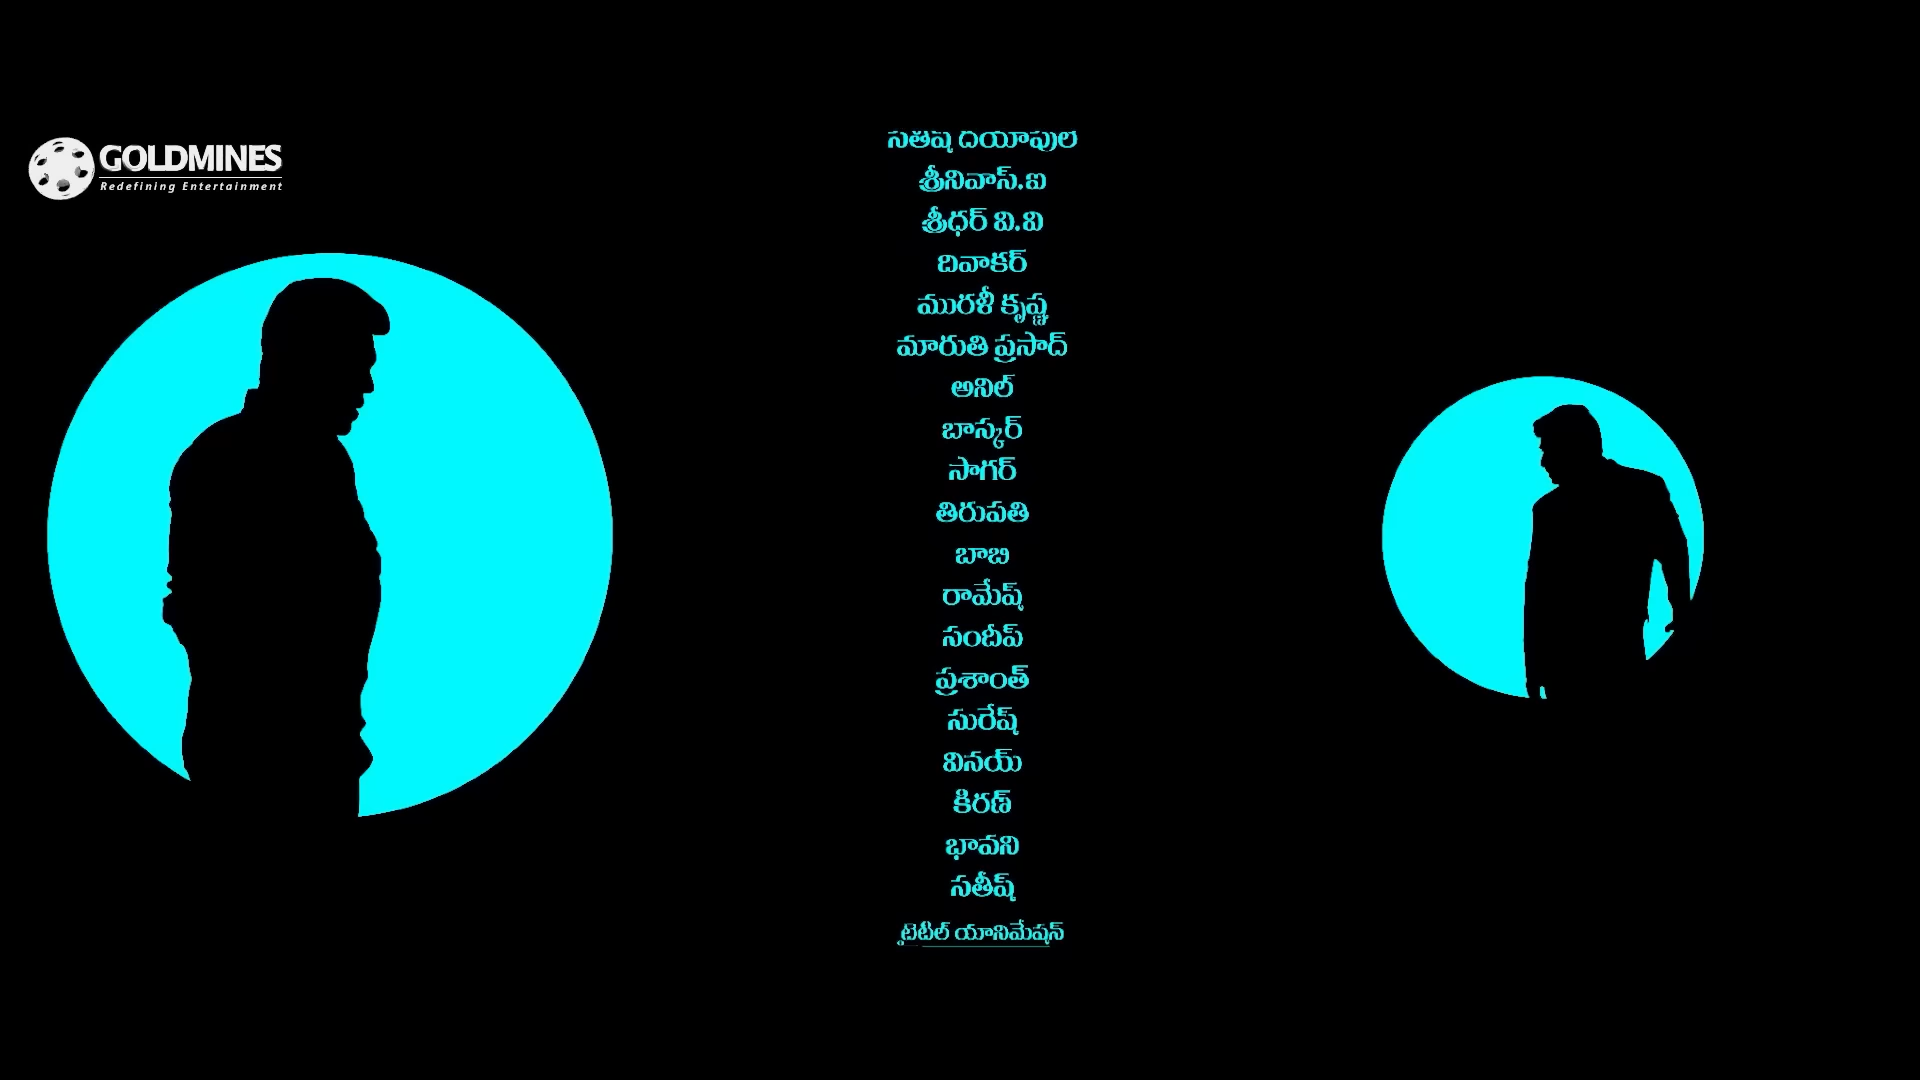 GOLDMINES
Redefining Entertainment
సతీష్ దయాపులే
శ్రీనివాస్.ఐ
శ్రీధర్ వి.వి
దివాకర్
మురళీ కృష్ణ
మారుతి ప్రసాద్
అనిల్
బాస్కర్
సాగర్
తిరుపతి
బాబి
రామేష్
సందీప్
ప్రశాంత్
సురేష్
వినయ్
కిరణ్
భావని
సతీష్
టైటిల్ యానిమేషన్